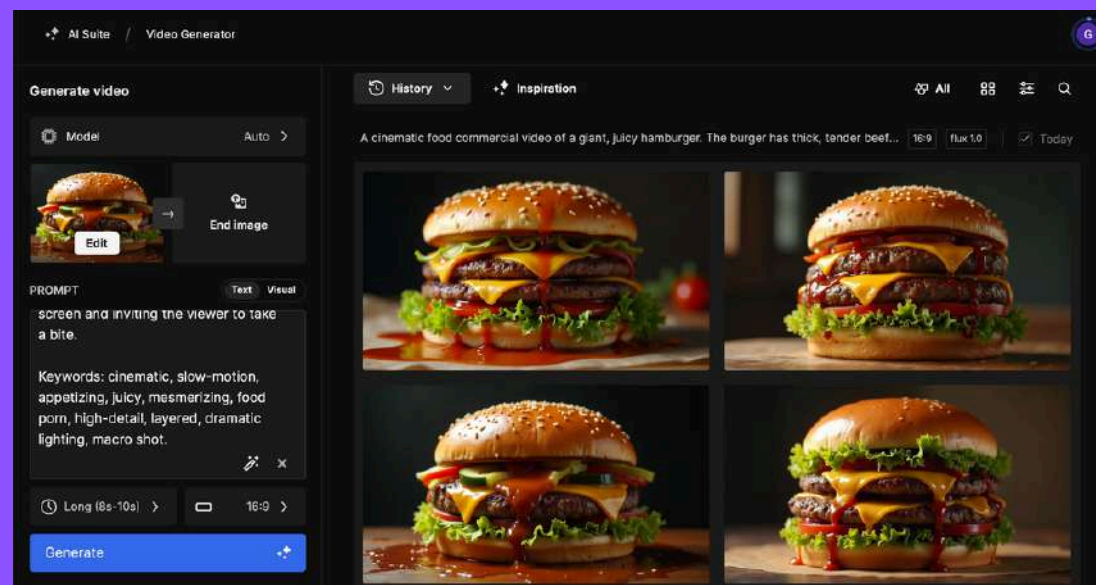 AI Suite / Video Generator
G
Generate video
History
Inspiration
All
Model
Auto
A cinematic food commercial video of a giant, juicy hamburger. The burger has thick, tender beef...
16:9
flux 1.0
Today
Edit
End image
PROMPT
Text
Visual
screen and inviting the viewer to take
a bite.
Keywords: cinematic, slow-motion,
appetizing, juicy, mesmerizing, food
porn, high-detail, layered, dramatic
lighting, macro shot.
Long (8s-10s)
16:9
Generate